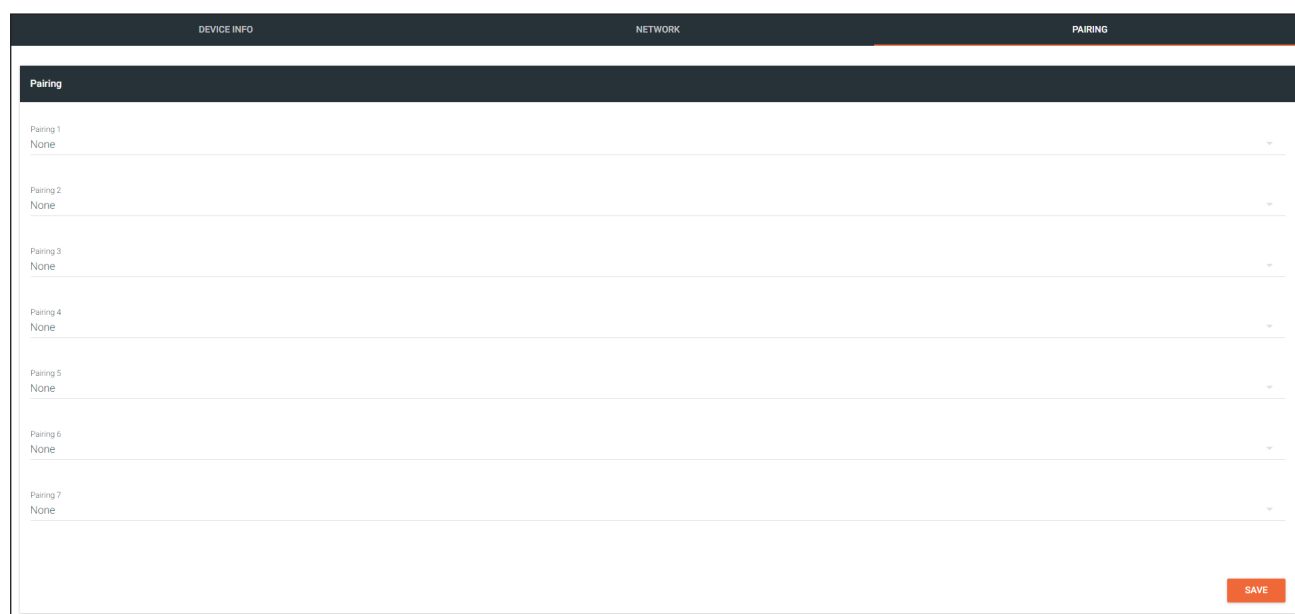 DEVICE INFO NETWORK PAIRING
Pairing
Pairing 1
None
Pairing 2
None
Pairing 3
None
Pairing 4
None
Pairing 5
None
Pairing 6
None
Pairing 7
None
SAVE